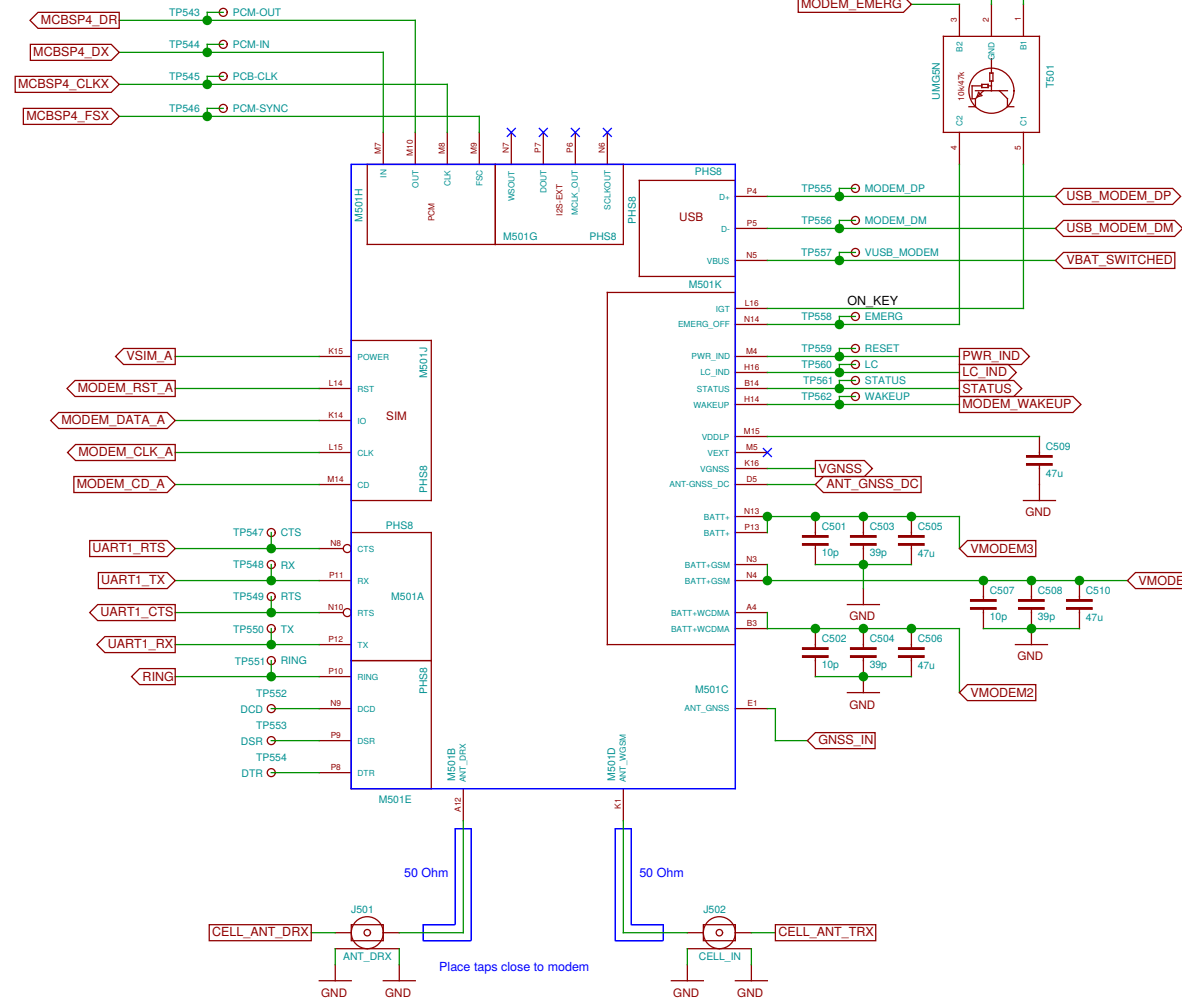 MODEM_EMERG
MCBSP4_DR
TP543
PCM-OUT
MCBSP4_DX
TP544
PCM-IN
MCBSP4_CLKX
TP545
PCB-CLK
MCBSP4_FSX
TP546
PCM-SYNC
3
2
1
B2
GND
B1
UMG5N
10k/47k
T501
C2
C1
4
5
M7
M10
M8
M9
N7
P7
P6
N6
IN
OUT
CLK
FSC
PCM
M501H
WSOUT
DOUT
I2S-EXT
MCLK_OUT
SCLKOUT
M501G
PHS8
PHS8
PHS8
USB
D+
P4
TP555
MODEM_DP
USB_MODEM_DP
D-
P5
TP556
MODEM_DM
USB_MODEM_DM
VBUS
N5
TP557
VUSB_MODEM
VBAT_SWITCHED
M501K
IGT
L16
ON_KEY
EMERG_OFF
N14
TP558
EMERG
PWR_IND
M4
TP559
RESET
PWR_IND
LC_IND
H16
TP560
LC
LC_IND
STATUS
B14
TP561
STATUS
STATUS
WAKEUP
H14
TP562
WAKEUP
MODEM_WAKEUP
VDDLP
M15
C509
47u
GND
VEXT
M5
VGNSS
K16
VGNSS
ANT-GNSS_DC
D5
ANT_GNSS_DC
BATT+
N13
BATT+
P13
C501
10p
C503
39p
C505
47u
VMODEM3
GND
BATT+GSM
N3
BATT+GSM
N4
VMODE
C507
10p
C508
39p
C510
47u
GND
BATT+WCDMA
A4
BATT+WCDMA
B3
C502
10p
C504
39p
C506
47u
VMODEM2
GND
M501C
ANT_GNSS
E1
GNSS_IN
VSIM_A
K15
POWER
MODEM_RST_A
L14
RST
MODEM_DATA_A
K14
IO
MODEM_CLK_A
L15
CLK
MODEM_CD_A
M14
CD
SIM
M501J
PHS8
PHS8
UART1_RTS
TP547
CTS
N8
CTS
UART1_TX
TP548
RX
P11
RX
M501A
UART1_CTS
TP549
RTS
N10
RTS
UART1_RX
TP550
TX
P12
TX
RING
TP551
RING
P10
RING
PHS8
TP552
DCD
N9
DCD
TP553
DSR
P9
DSR
TP554
DTR
P8
DTR
M501E
M501B
ANT_DRX
A12
M501D
ANT_WGSM
K1
50 Ohm
50 Ohm
CELL_ANT_DRX
J501
ANT_DRX
GND
GND
Place taps close to modem
J502
CELL_IN
CELL_ANT_TRX
GND
GND